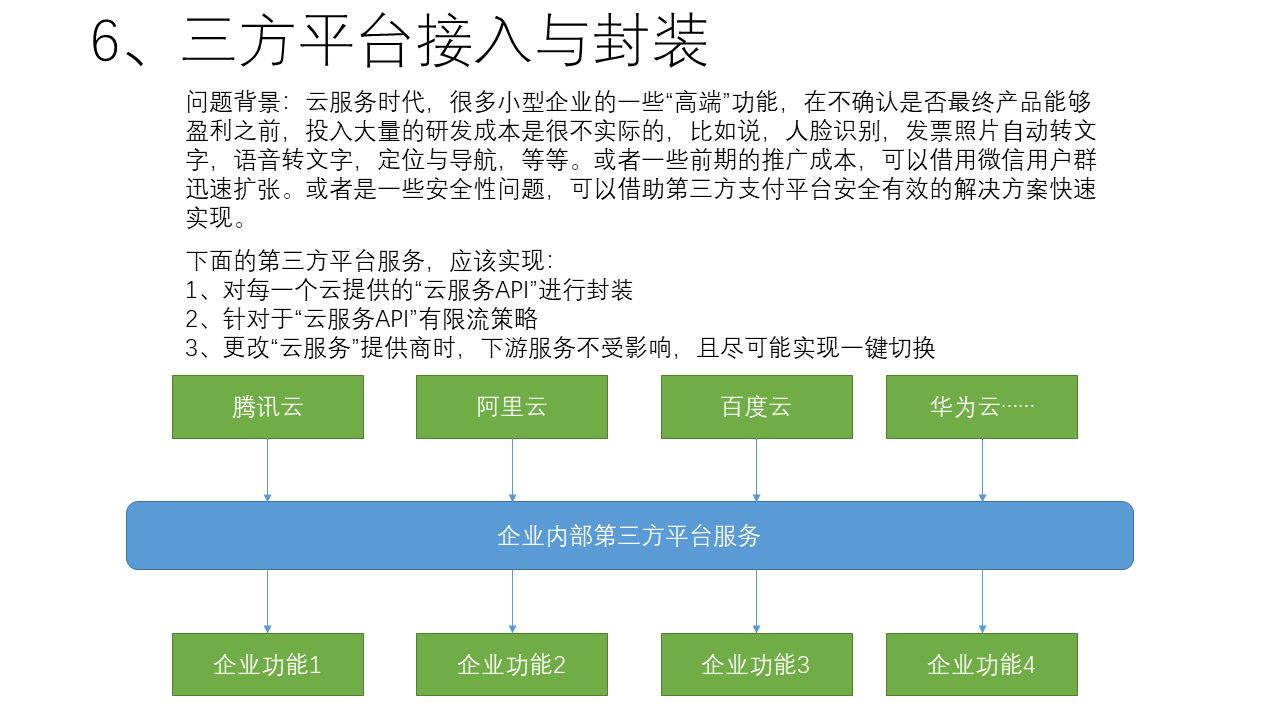 6、三方平台接入与封装
问题背景：云服务时代，很多小型企业的一些“高端”功能，在不确认是否最终产品能够
盈利之前，投入大量的研发成本是很不实际的，比如说，人脸识别，发票照片自动转文
字，语音转文字，定位与导航，等等。或者一些前期的推广成本，可以借用微信用户群
迅速扩张。或者是一些安全性问题，可以借助第三方支付平台安全有效的解决方案快速
实现。
下面的第三方平台服务，应该实现：
1、对每一个云提供的“云服务API”进行封装
2、针对于“云服务API”有限流策略
3、更改“云服务”提供商时，下游服务不受影响，且尽可能实现一键切换
腾讯云
阿里云
百度云
华为云……
企业内部第三方平台服务
企业功能1
企业功能2
企业功能3
企业功能4